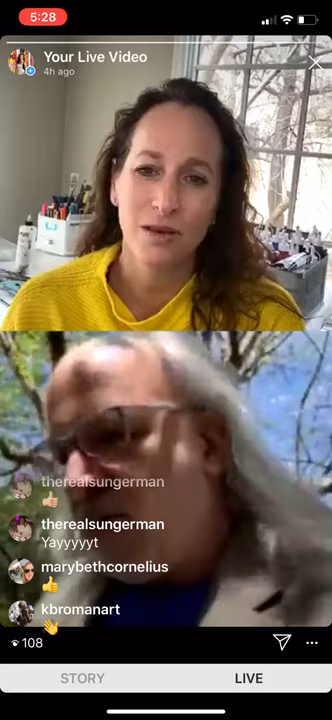 5:28
Your Live Video
4h ago
therealsungerman
therealsungerman
Yayyyyyt
marybethcornelius
kbromanart
108
STORY
LIVE